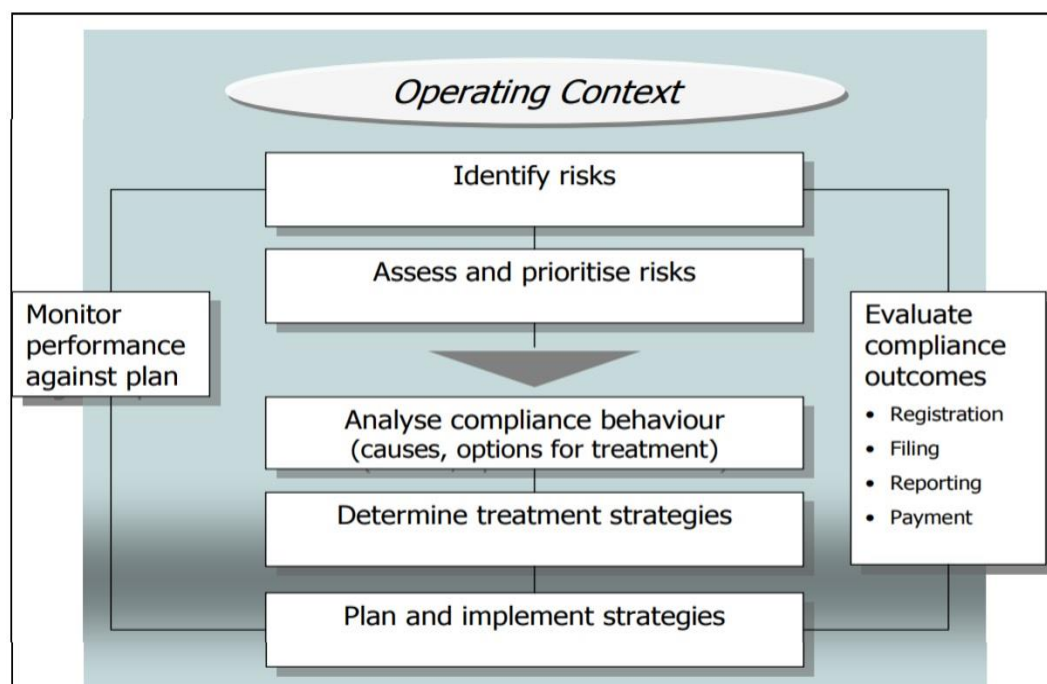 Operating Context
Identify risks
Assess and prioritise risks
Monitor
performance
against plan
Evaluate
compliance
outcomes
• Registration
• Filing
• Reporting
• Payment
Analyse compliance behaviour
(causes, options for treatment)
Determine treatment strategies
Plan and implement strategies